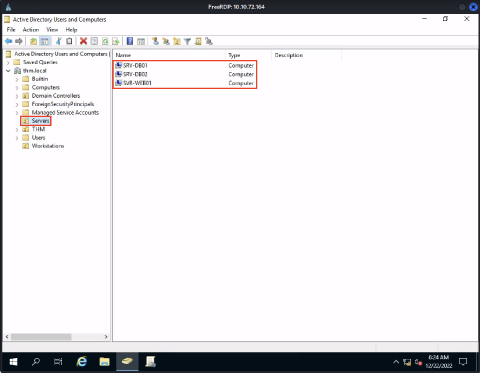 FreeRDP: 10.10.72.164
Active Directory Users and Computers
File Action View Help
Active Directory Users and Computers [
Saved Queries
thm.local
Builtin
Computers
Domain Controllers
ForeignSecurityPrincipals
Managed Service Accounts
Servers
THM
Users
Workstations
Name Type Description
SRV-DB01 Computer
SRV-DB02 Computer
SVR-WEB01 Computer
6:24 AM
12/22/2022